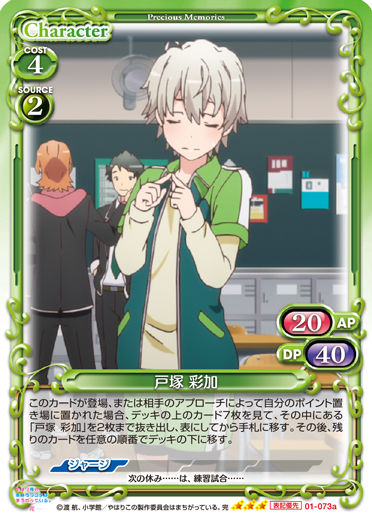 Precious Memories
Character
COST
4
SOURCE
2
20 AP
DP 40
戸塚 彩加
このカードが登場、または相手のアプローチによって自分のポイント置
き場に置かれた場合、デッキの上のカード7枚を見て、その中にある
「戸塚 彩加」を2枚まで抜き出し、表にしてから手札に移す。その後、残
りのカードを任意の順番でデッキの下に移す。
ジャージ
次の休み……は、練習試合……
©渡 航、小学館／やはりこの製作委員会はまちがっている。完 表記優先 01-073a